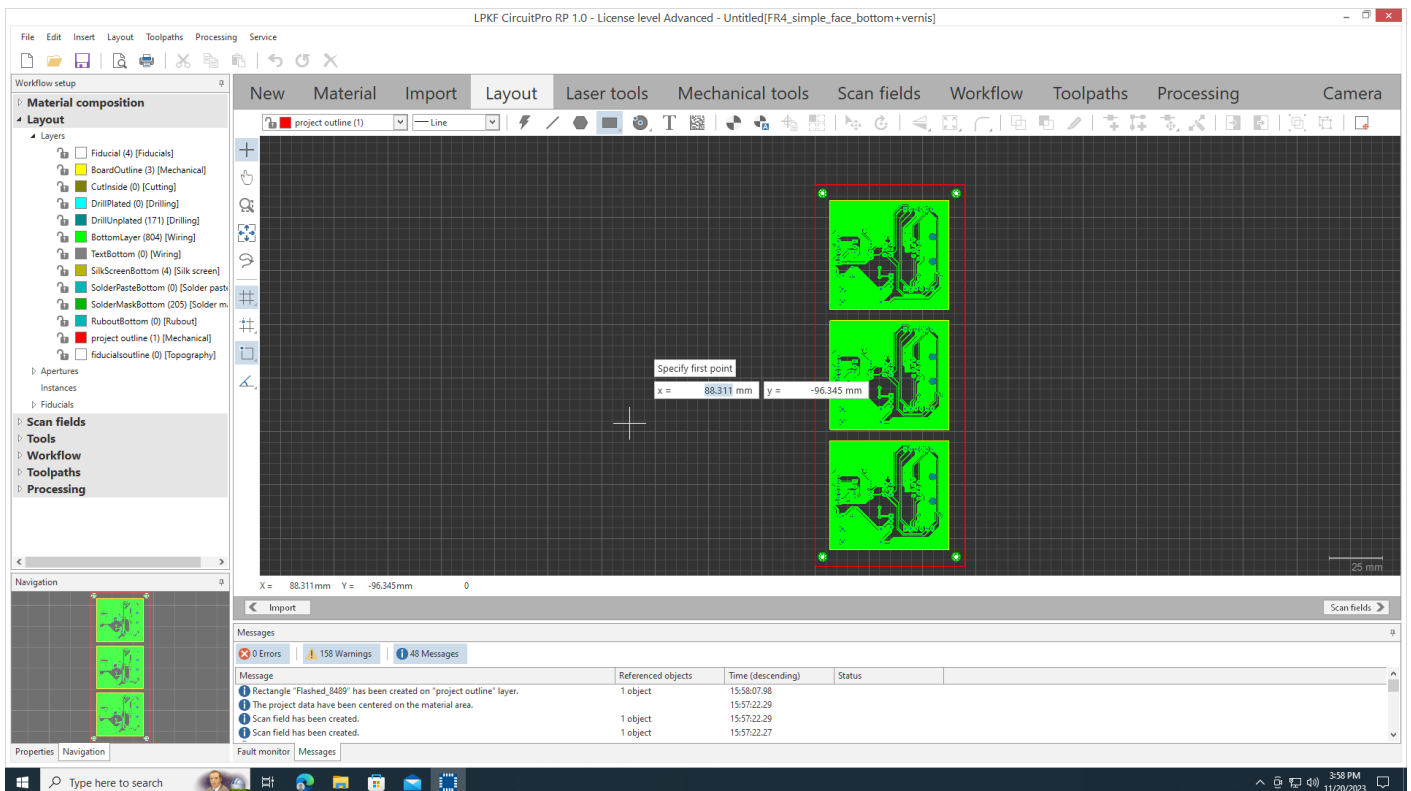 LPKF CircuitPro RP 1.0 - License level Advanced - Untitled[FR4_simple_face_bottom+vernis]
File Edit Insert Layout Toolpaths Processing Service
Workflow setup
Material composition
Layout
Layers
Fiducial (4) [Fiducials]
BoardOutline (3) [Mechanical]
CutInside (0) [Cutting]
DrillPlated (0) [Drilling]
DrillUnplated (171) [Drilling]
BottomLayer (804) [Wiring]
TextBottom (0) [Wiring]
SilkScreenBottom (4) [Silk screen]
SolderPasteBottom (0) [Solder paste
SolderMaskBottom (205) [Solder m
RuboutBottom (0) [Rubout]
project outline (1) [Mechanical]
fiducialsoutline (0) [Topography]
Apertures
Instances
Fiducials
Scan fields
Tools
Workflow
Toolpaths
Processing
Navigation
Properties Navigation
New Material Import Layout Laser tools Mechanical tools Scan fields Workflow Toolpaths Processing Camera
project outline (1) Line T
Specify first point
x = 88.311 mm y = -96.345 mm
25 mm
X = 88.311mm Y = -96.345mm 0
Import Scan fields
Messages
0 Errors 158 Warnings 48 Messages
Message Referenced objects Time (descending) Status
Rectangle "Flashed_8489" has been created on "project outline" layer. 1 object 15:58:07.98
The project data have been centered on the material area. 15:57:22.29
Scan field has been created. 1 object 15:57:22.29
Scan field has been created. 1 object 15:57:22.27
Fault monitor Messages
Type here to search
3:58 PM
11/20/2023